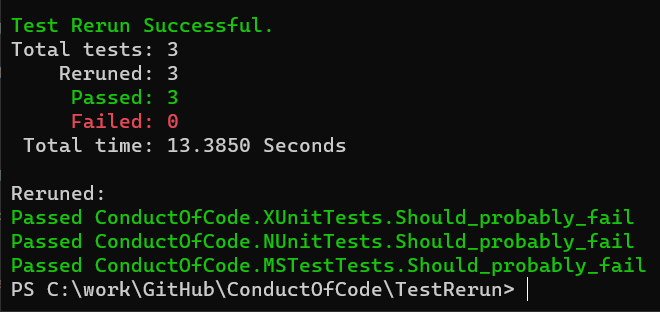 Test Rerun Successful.
Total tests: 3
Reruned: 3
Passed: 3
Failed: 0
Total time: 13.3850 Seconds
Reruned:
Passed ConductOfCode.XUnitTests.Should_probably_fail
Passed ConductOfCode.NUnitTests.Should_probably_fail
Passed ConductOfCode.MSTestTests.Should_probably_fail
PS C:\work\GitHub\ConductOfCode\TestRerun>